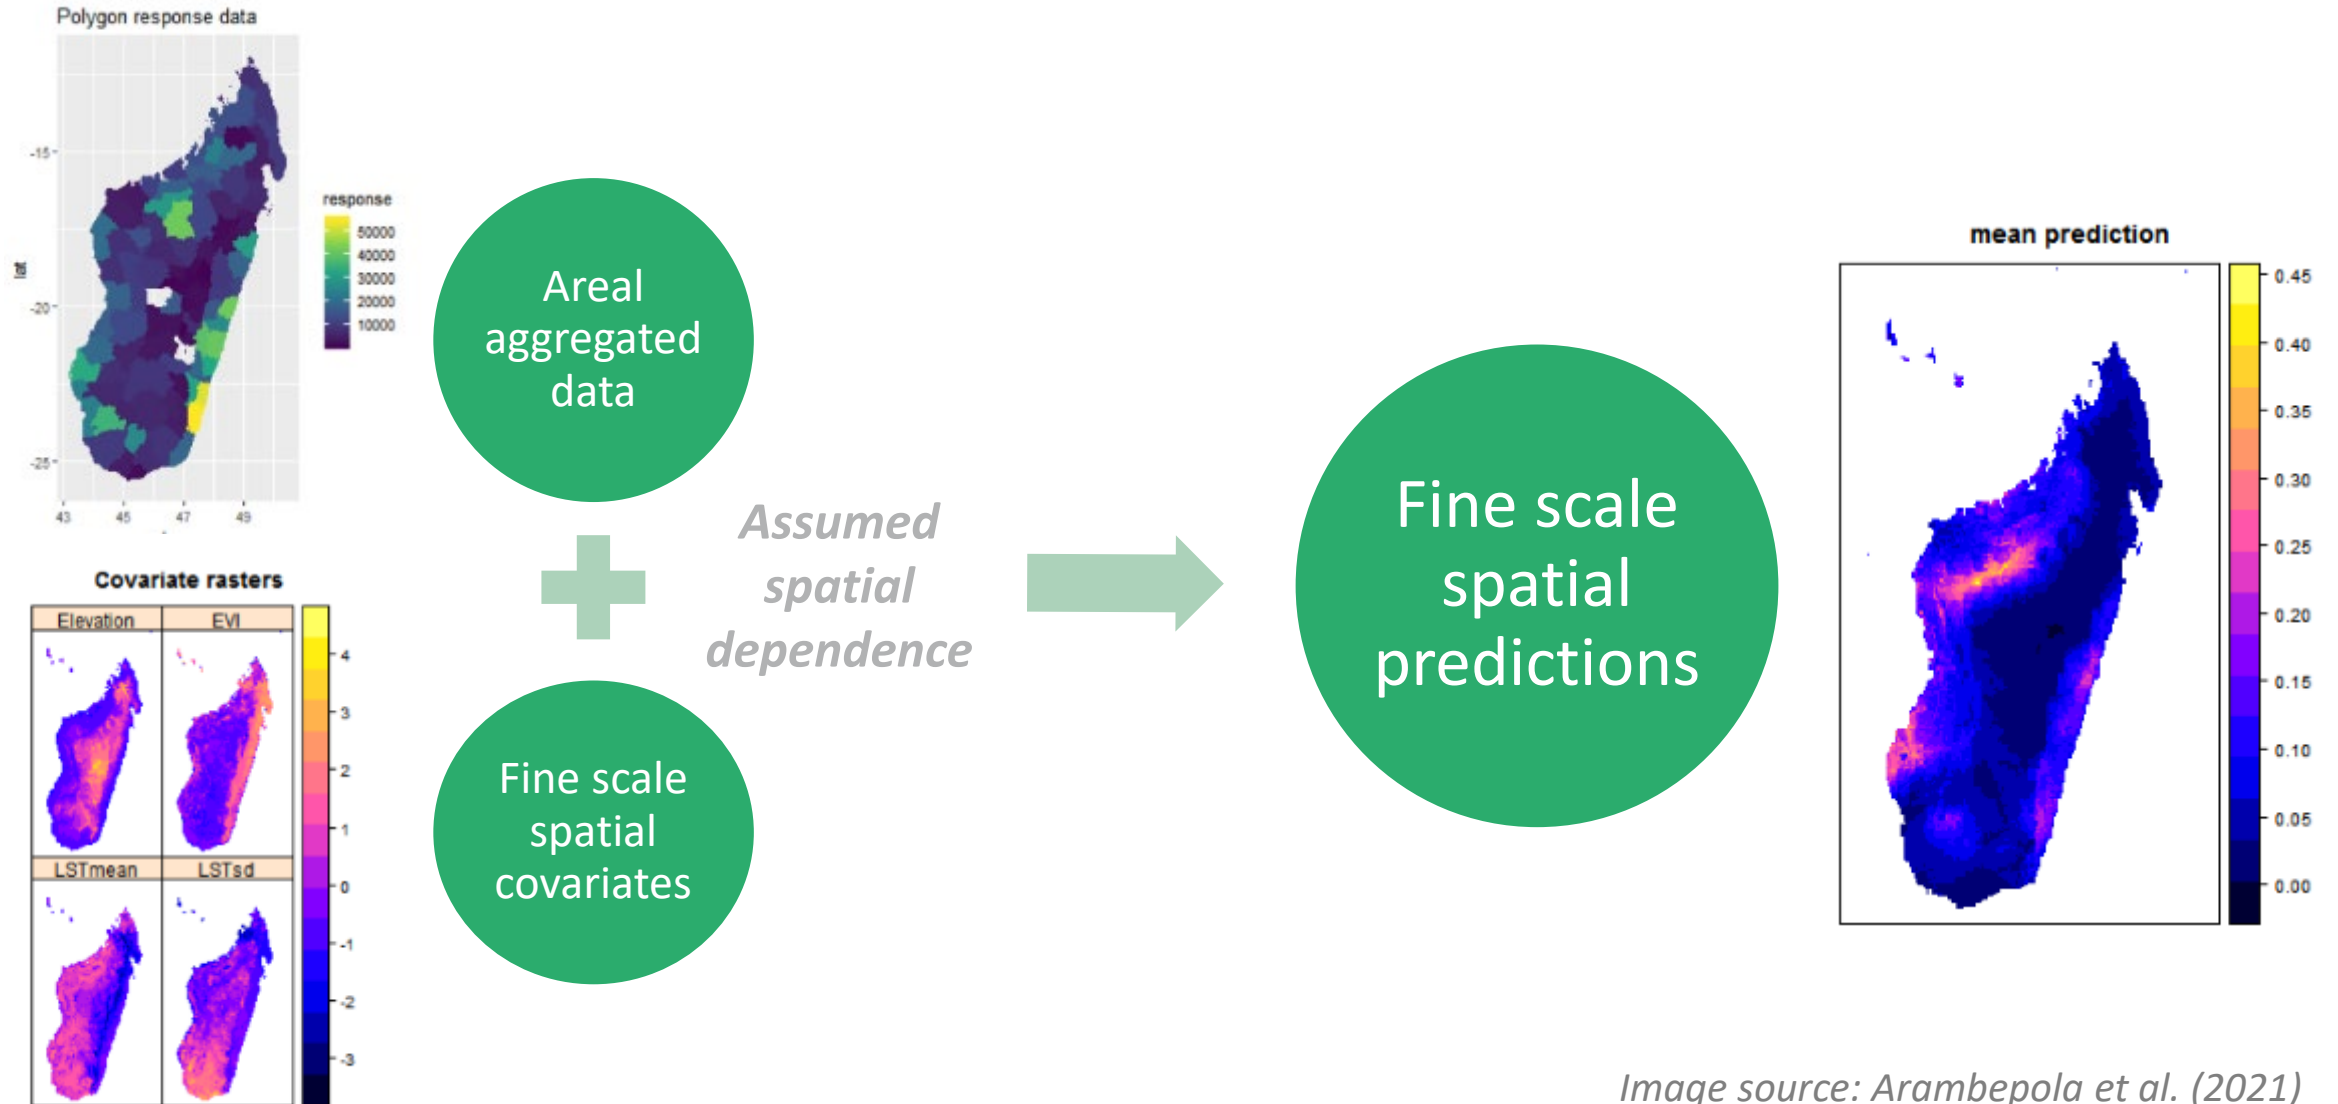 Polygon response data
-15
-20
-25
lat
43 45 47 49
response
50000
40000
30000
20000
10000
Covariate rasters
Elevation EVI
LSTmean LSTsd
4
3
2
1
0
-1
-2
-3
Areal
aggregated
data
Assumed
spatial
dependence
Fine scale
spatial
covariates
Fine scale
spatial
predictions
mean prediction
0.45
0.40
0.35
0.30
0.25
0.20
0.15
0.10
0.05
0.00
Image source: Arambepola et al. (2021)